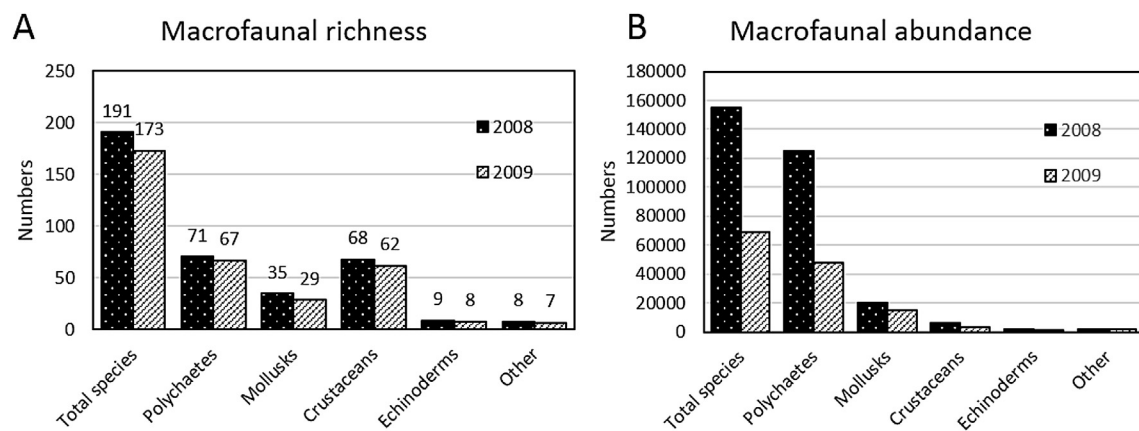 A
Macrofaunal richness
Numbers
250
200
150
100
50
0
191
173
71
67
35
29
68
62
9
8
8
7
2008
2009
Total species
Polychaetes
Mollusks
Crustaceans
Echinoderms
Other
B
Macrofaunal abundance
Numbers
180000
160000
140000
120000
100000
80000
60000
40000
20000
0
2008
2009
Total species
Polychaetes
Mollusks
Crustaceans
Echinoderms
Other